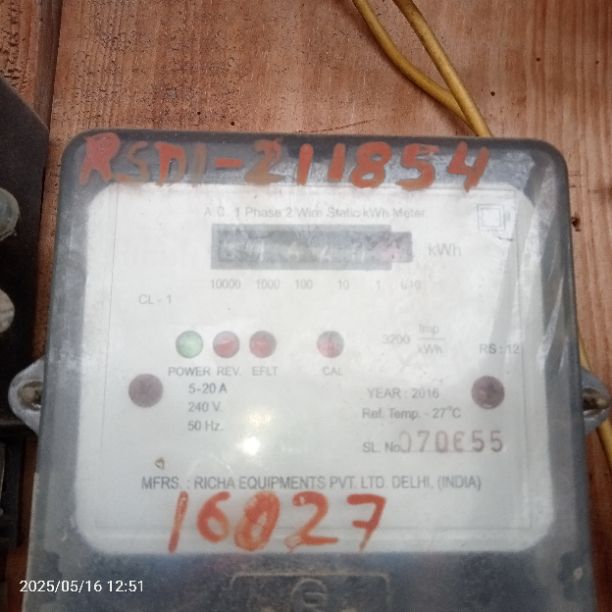 RSD1-211854
A.C. 1 Phase 2 Wire Static kWh Meter.
kWh
10000 1000 100 10 1 1/10
CL - 1
3200 Imp/kWh
RS : 12
POWER REV. EFLT CAL
5-20 A
YEAR : 2016
240 V.
Ref. Temp. - 27°C
50 Hz.
SL. No.
MFRS. : RICHA EQUIPMENTS PVT. LTD. DELHI, (INDIA)
16027
2025/05/16 12:51